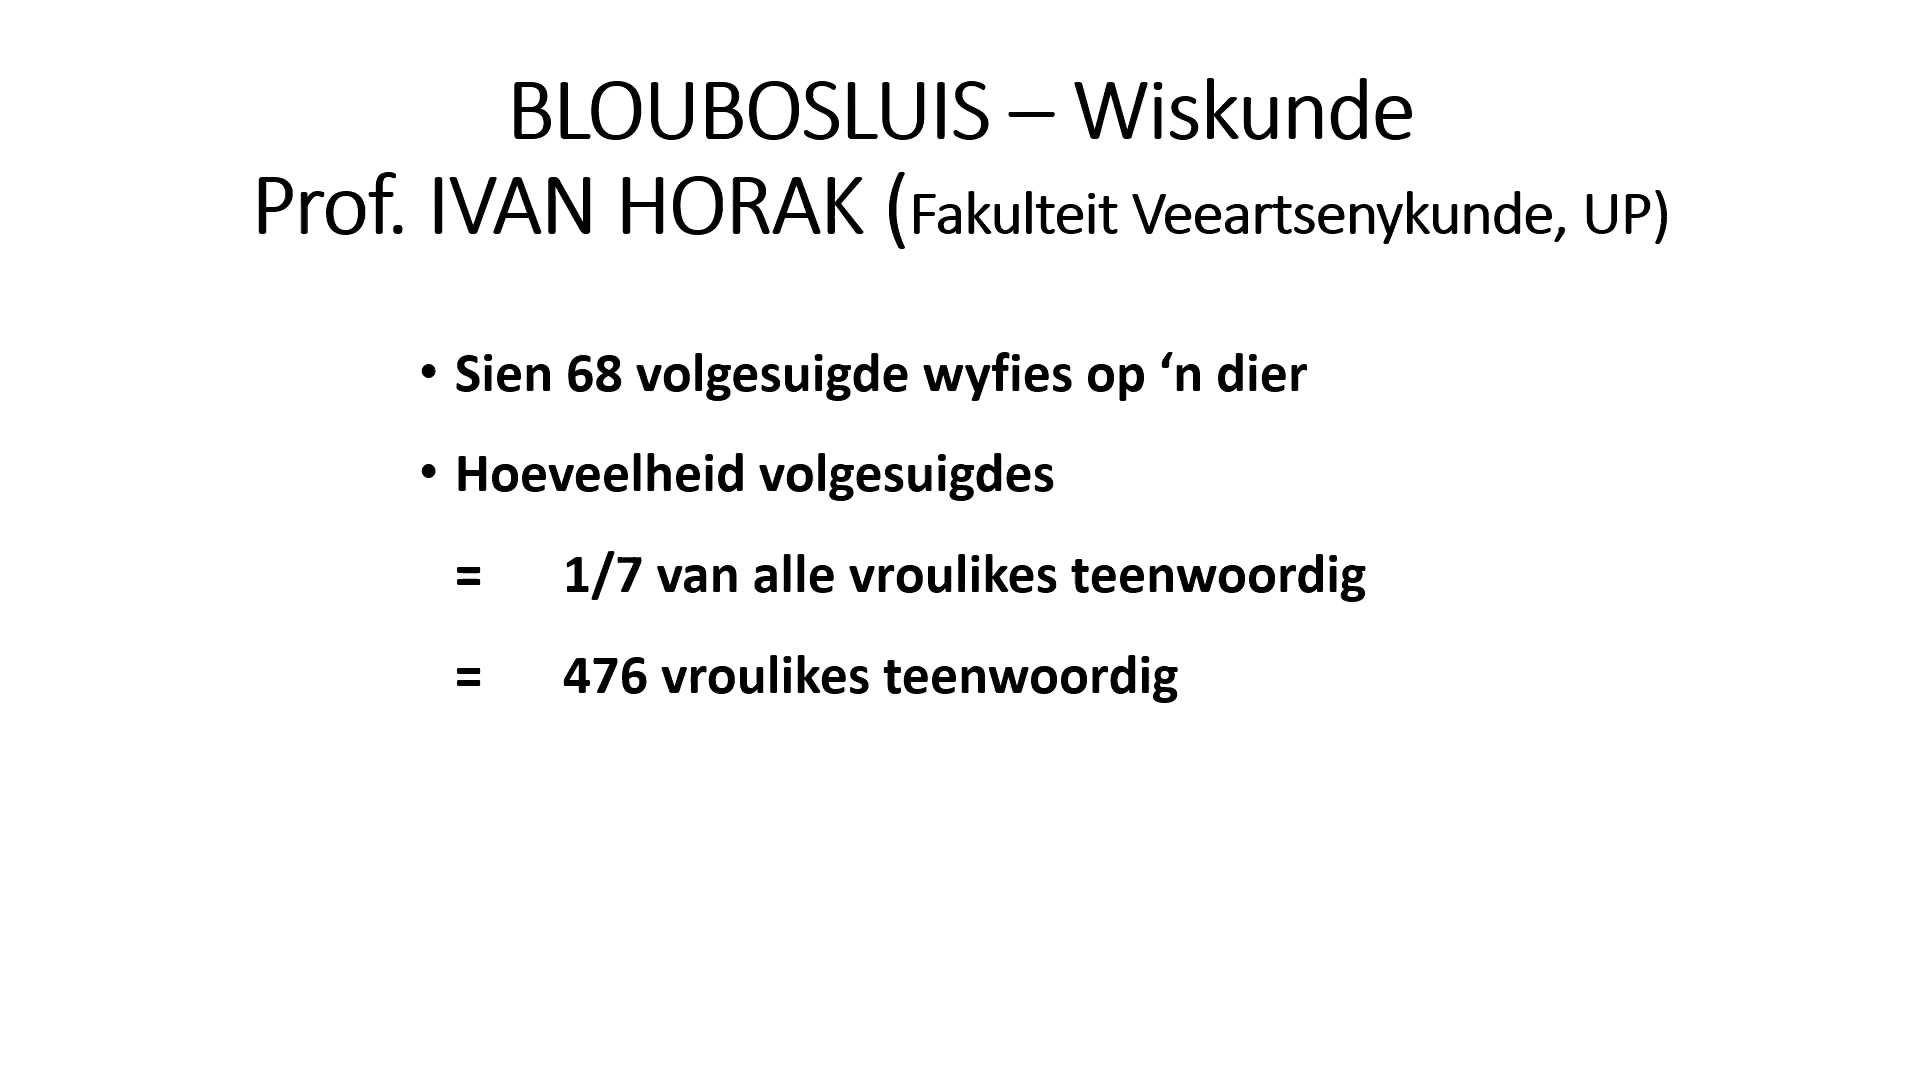 BLOUBOSLUIS – Wiskunde
Prof. IVAN HORAK (Fakulteit Veeartsenykunde, UP)
• Sien 68 volgesuigde wyfies op ‘n dier
• Hoeveelheid volgesuigdes
= 1/7 van alle vroulikes teenwoordig
= 476 vroulikes teenwoordig